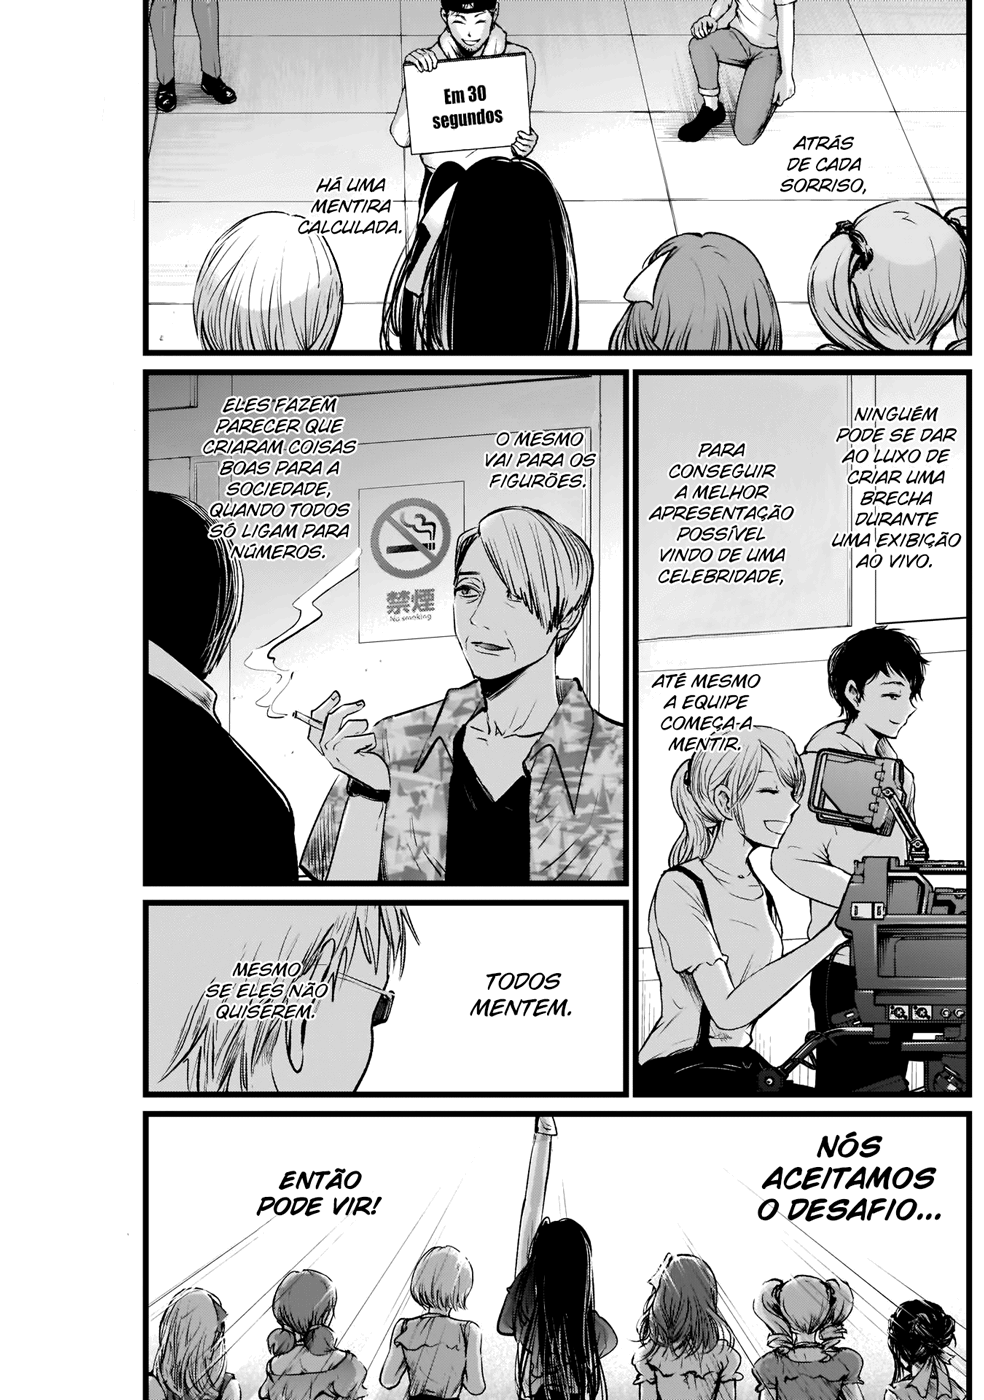 Em 30
segundos
ATRÁS
DE CADA
SORRISO,
HÁ UMA
MENTIRA
CALCULADA.
NINGUÉM
PODE SE DAR
AO LUXO DE
CRIAR UMA
BRECHA
DURANTE
UMA EXIBIÇÃO
AO VIVO.
PARA
CONSEGUIR
A MELHOR
APRESENTAÇÃO
POSSÍVEL
VINDO DE UMA
CELEBRIDADE,
ATÉ MESMO
A EQUIPE
COMEÇA-A
MENTIR.
O MESMO
VAI PARA OS
FIGURÕES.
ELES FAZEM
PARECER QUE
CRIARAM COISAS
BOAS PARA A
SOCIEDADE,
QUANDO TODOS
SÓ LIGAM PARA
NÚMEROS.
禁煙
No smoking
TODOS
MENTEM.
MESMO
SE ELES NÃO
QUISEREM.
NÓS
ACEITAMOS
O DESAFIO...
ENTÃO
PODE VIR!